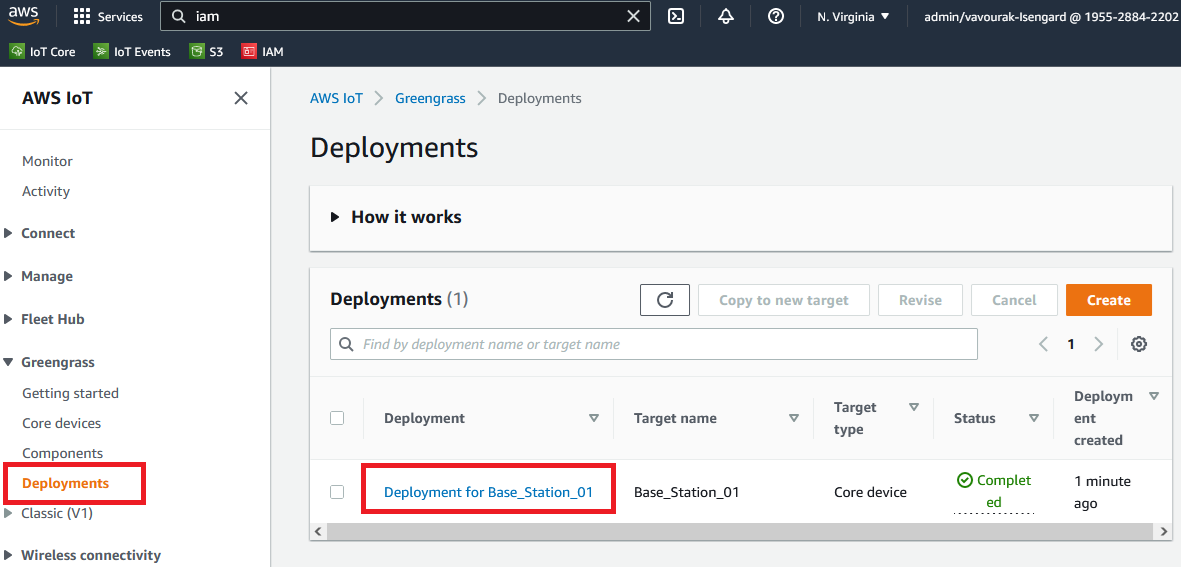 aws
Services
iam
N. Virginia
admin/vavourak-Isengard @ 1955-2884-2202
IoT Core
IoT Events
S3
IAM
AWS IoT
Monitor
Activity
Connect
Manage
Fleet Hub
Greengrass
Getting started
Core devices
Components
Deployments
Classic (V1)
Wireless connectivity
AWS IoT
Greengrass
Deployments
Deployments
How it works
Deployments (1)
Copy to new target
Revise
Cancel
Create
Find by deployment name or target name
1
Deployment
Target name
Target
type
Status
Deploym
ent
created
Deployment for Base_Station_01
Base_Station_01
Core device
Complet
ed
1 minute
ago